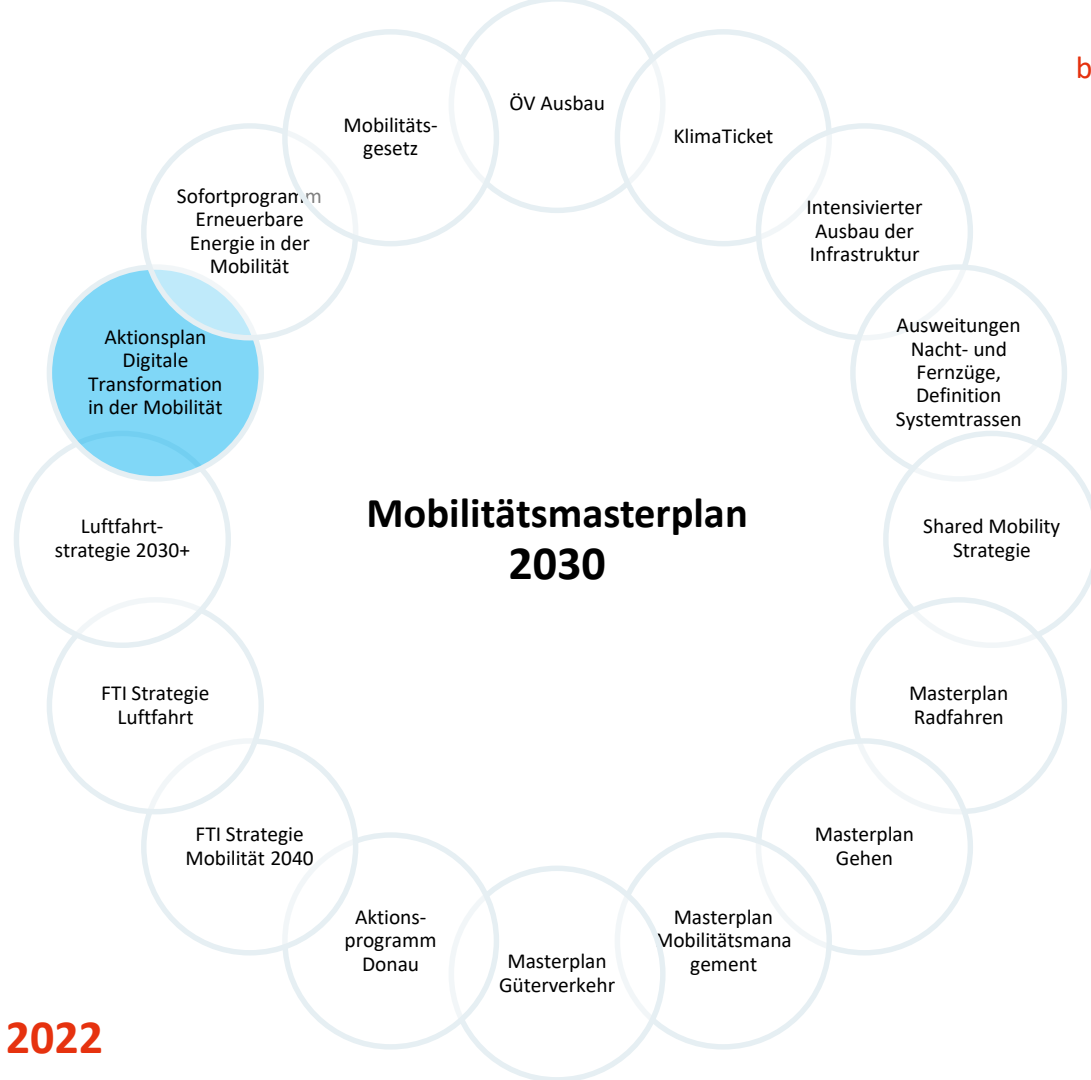 b
ÖV Ausbau
KlimaTicket
Intensivierter
Ausbau der
Infrastruktur
Ausweitungen
Nacht- und
Fernzüge,
Definition
Systemtrassen
Shared Mobility
Strategie
Masterplan
Radfahren
Masterplan
Gehen
Masterplan
Mobilitätsmana
gement
Masterplan
Güterverkehr
Aktions-
programm
Donau
FTI Strategie
Mobilität 2040
FTI Strategie
Luftfahrt
Luftfahrt-
strategie 2030+
Aktionsplan
Digitale
Transformation
in der Mobilität
Sofortprogramm
Erneuerbare
Energie in der
Mobilität
Mobilitäts-
gesetz
Mobilitätsmasterplan
2030
2022